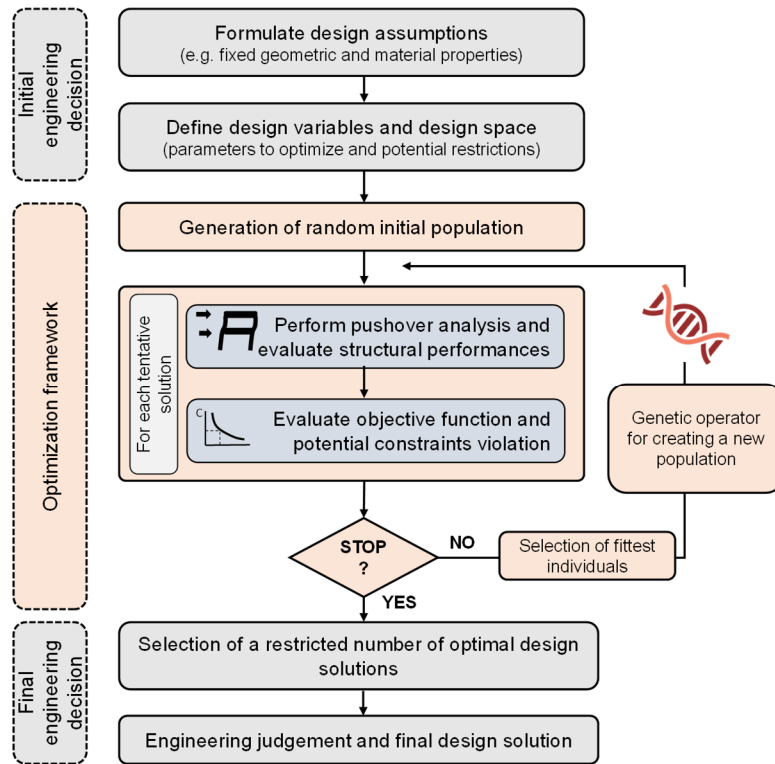 Initial
engineering
decision
Formulate design assumptions
(e.g. fixed geometric and material properties)
Define design variables and design space
(parameters to optimize and potential restrictions)
Optimization framework
Generation of random initial population
For each tentative
solution
Perform pushover analysis and
evaluate structural performances
C
Evaluate objective function and
potential constraints violation
Genetic operator
for creating a new
population
STOP
?
NO
Selection of fittest
individuals
YES
Final
engineering
decision
Selection of a restricted number of optimal design
solutions
Engineering judgement and final design solution